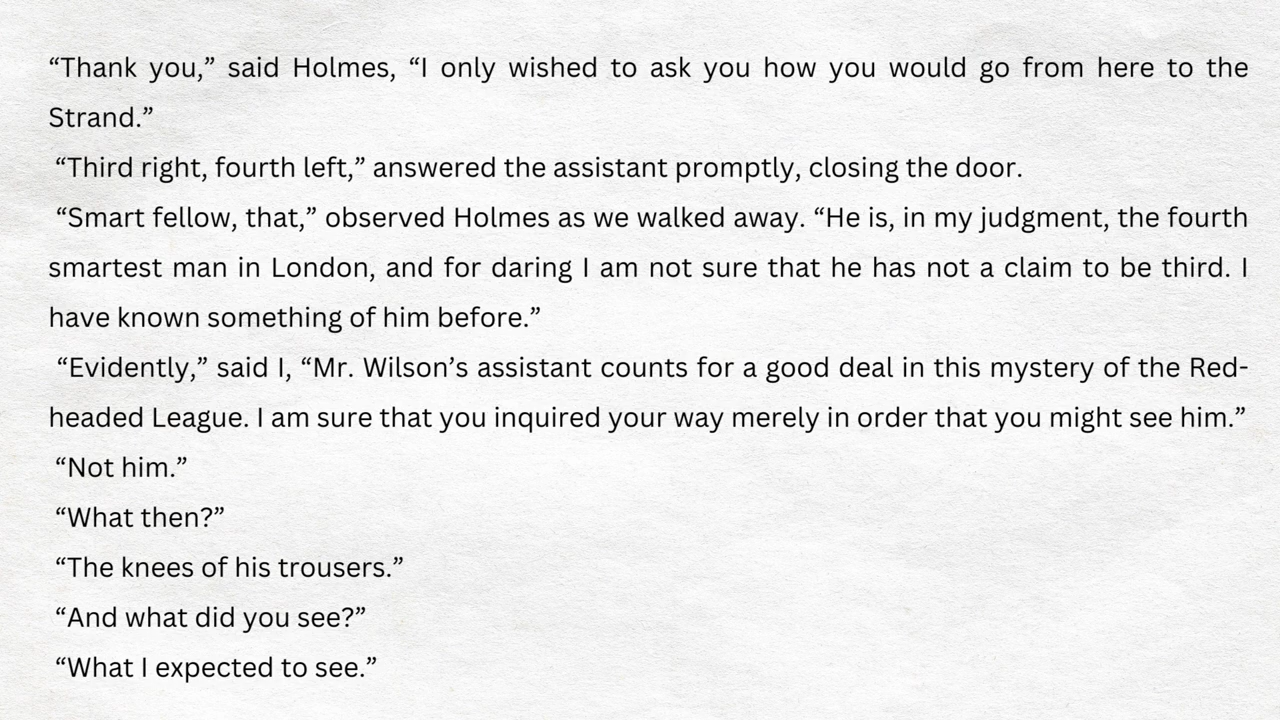 “Thank you,” said Holmes, “I only wished to ask you how you would go from here to the
Strand.”
“Third right, fourth left,” answered the assistant promptly, closing the door.
“Smart fellow, that,” observed Holmes as we walked away. “He is, in my judgment, the fourth
smartest man in London, and for daring I am not sure that he has not a claim to be third. I
have known something of him before.”
“Evidently,” said I, “Mr. Wilson’s assistant counts for a good deal in this mystery of the Red-
headed League. I am sure that you inquired your way merely in order that you might see him.”
“Not him.”
“What then?”
“The knees of his trousers.”
“And what did you see?”
“What I expected to see.”